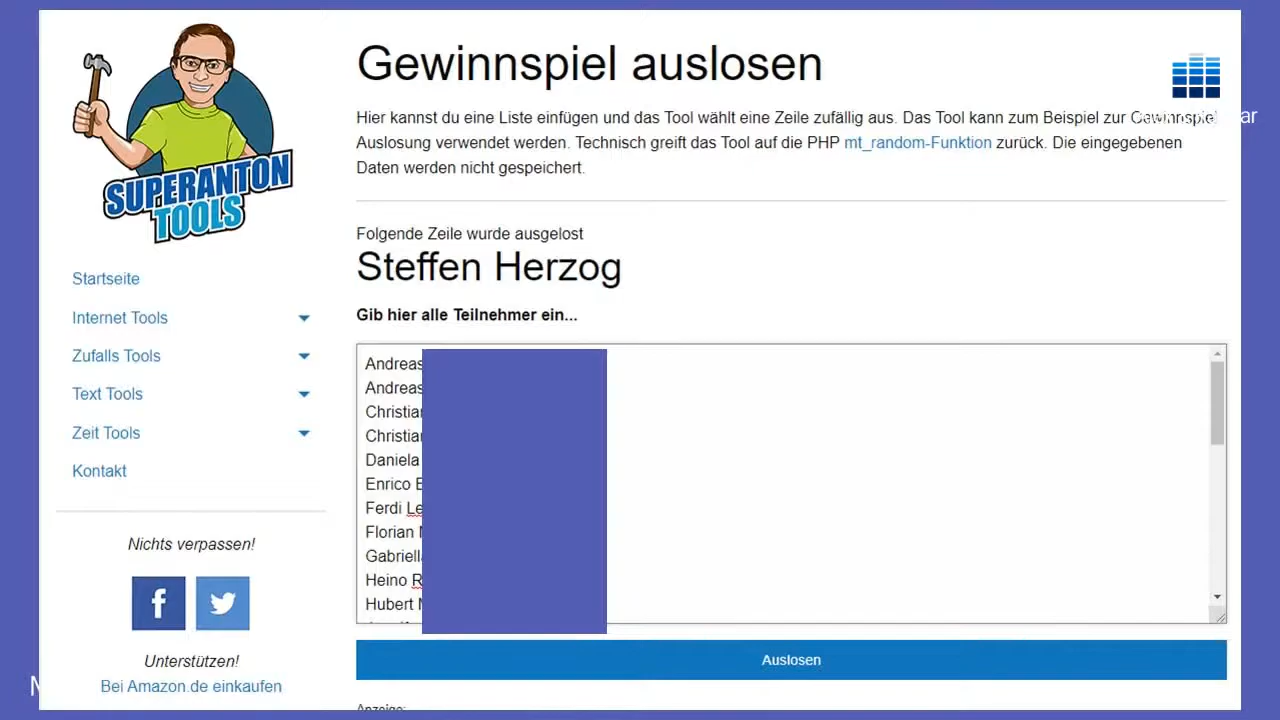 SUPERANTON
TOOLS
Startseite
Internet Tools
Zufalls Tools
Text Tools
Zeit Tools
Kontakt
Nichts verpassen!
Unterstützen!
Bei Amazon.de einkaufen
Gewinnspiel auslosen
Hier kannst du eine Liste einfügen und das Tool wählt eine Zeile zufällig aus. Das Tool kann zum Beispiel zur Gewinnspiel
Auslosung verwendet werden. Technisch greift das Tool auf die PHP mt_random-Funktion zurück. Die eingegebenen
Daten werden nicht gespeichert.
Folgende Zeile wurde ausgelost
Steffen Herzog
Gib hier alle Teilnehmer ein...
Andreas
Andreas
Christian
Christian
Daniela
Enrico
Ferdi Le
Florian
Gabriella
Heino R
Hubert
Auslosen
Anzeige: